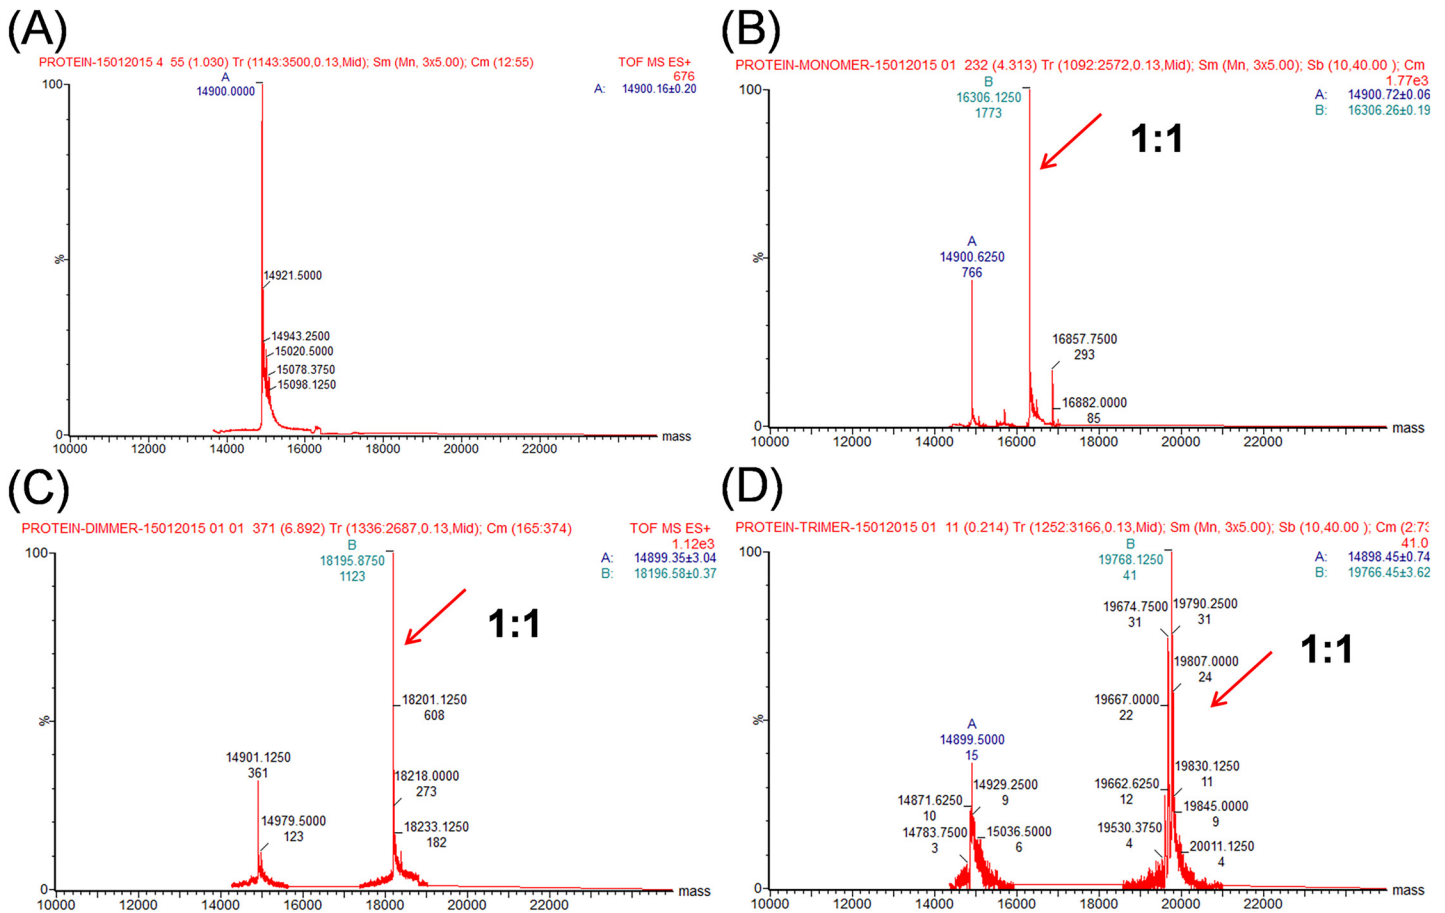 (A)
PROTEIN-15012015 4 55 (1.030) Tr (1143:3500,0.13,Mid); Sm (Mn, 3x5.00); Cm (12:55)
TOF MS ES+
676
A: 14900.16±0.20
A
14900.0000
100
14921.5000
%
14943.2500
15020.5000
15078.3750
15098.1250
0
mass
10000 12000 14000 16000 18000 20000 22000
(B)
PROTEIN-MONOMER-15012015 01 232 (4.313) Tr (1092:2572,0.13,Mid); Sm (Mn, 3x5.00); Sb (10,40.00 ); Cm
1.77e3
A: 14900.72±0.06
B: 16306.26±0.19
B
16306.1250
1773
100
1:1
A
14900.6250
766
%
16857.7500
293
16882.0000
85
0
mass
10000 12000 14000 16000 18000 20000 22000
(C)
PROTEIN-DIMMER-15012015 01 01 371 (6.892) Tr (1336:2687,0.13,Mid); Cm (165:374)
TOF MS ES+
1.12e3
A: 14899.35±3.04
B: 18196.58±0.37
B
18195.8750
1123
100
1:1
18201.1250
608
%
14901.1250
361
18218.0000
273
14979.5000
123
18233.1250
182
0
mass
10000 12000 14000 16000 18000 20000 22000
(D)
PROTEIN-TRIMER-15012015 01 11 (0.214) Tr (1252:3166,0.13,Mid); Sm (Mn, 3x5.00); Sb (10,40.00 ); Cm (2:73
41.0
A: 14898.45±0.74
B: 19766.45±3.62
B
19768.1250
41
100
19674.7500
31
19790.2500
31
1:1
19807.0000
24
19667.0000
22
%
A
14899.5000
15
19830.1250
11
19662.6250
12
14929.2500
9
14871.6250
10
19845.0000
9
14783.7500
3
15036.5000
6
19530.3750
4
20011.1250
4
0
mass
10000 12000 14000 16000 18000 20000 22000